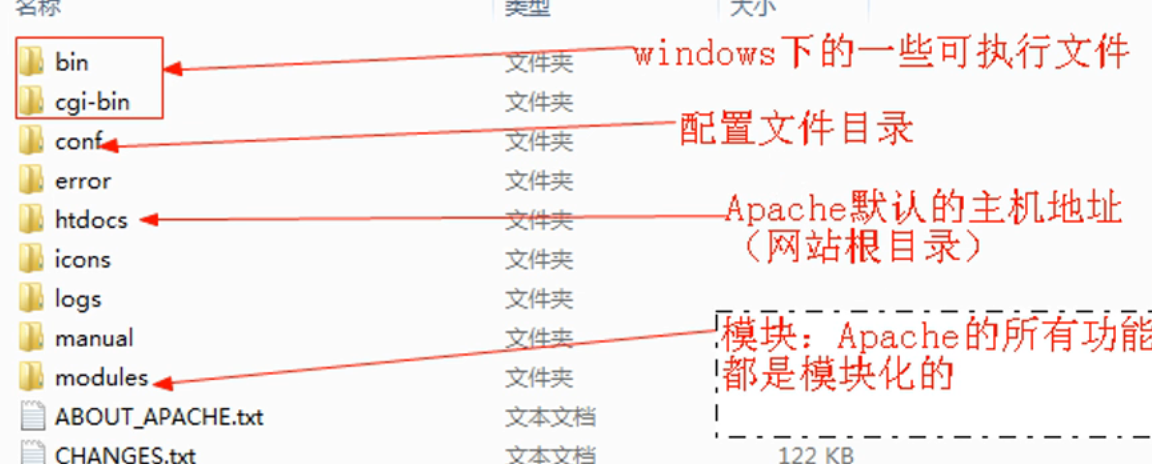 名称 类型 大小
bin 文件夹 windows下的一些可执行文件
cgi-bin 文件夹
conf 文件夹 配置文件目录
error 文件夹
htdocs 文件夹 Apache默认的主机地址
（网站根目录）
icons 文件夹
logs 文件夹
manual 文件夹 模块：Apache的所有功能
modules 文件夹 都是模块化的
ABOUT_APACHE.txt 文本文档
CHANGES.txt 文本文档 122 KB